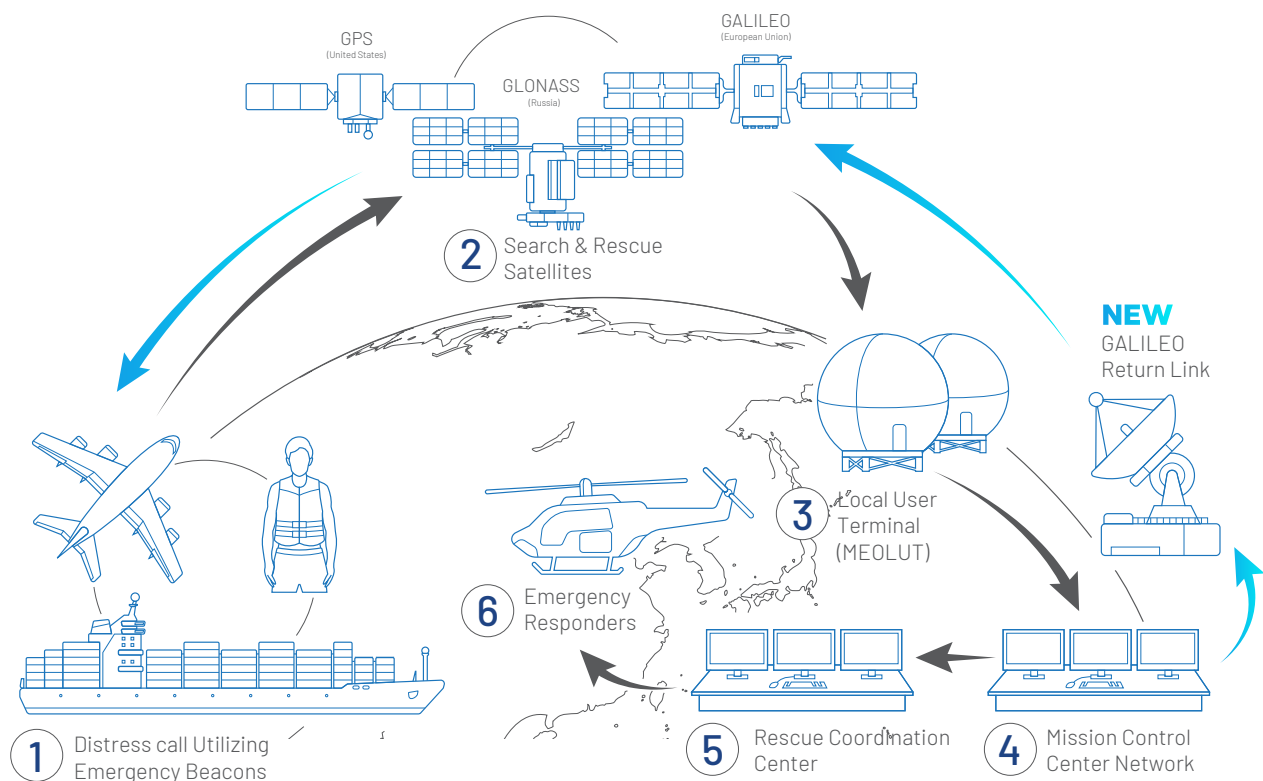 GPS
(United States)
GLONASS
(Russia)
GALILEO
(European Union)
2
Search & Rescue
Satellites
NEW
GALILEO
Return Link
3
Local User
Terminal
(MEOLUT)
6
Emergency
Responders
1
Distress call Utilizing
Emergency Beacons
5
Rescue Coordination
Center
4
Mission Control
Center Network